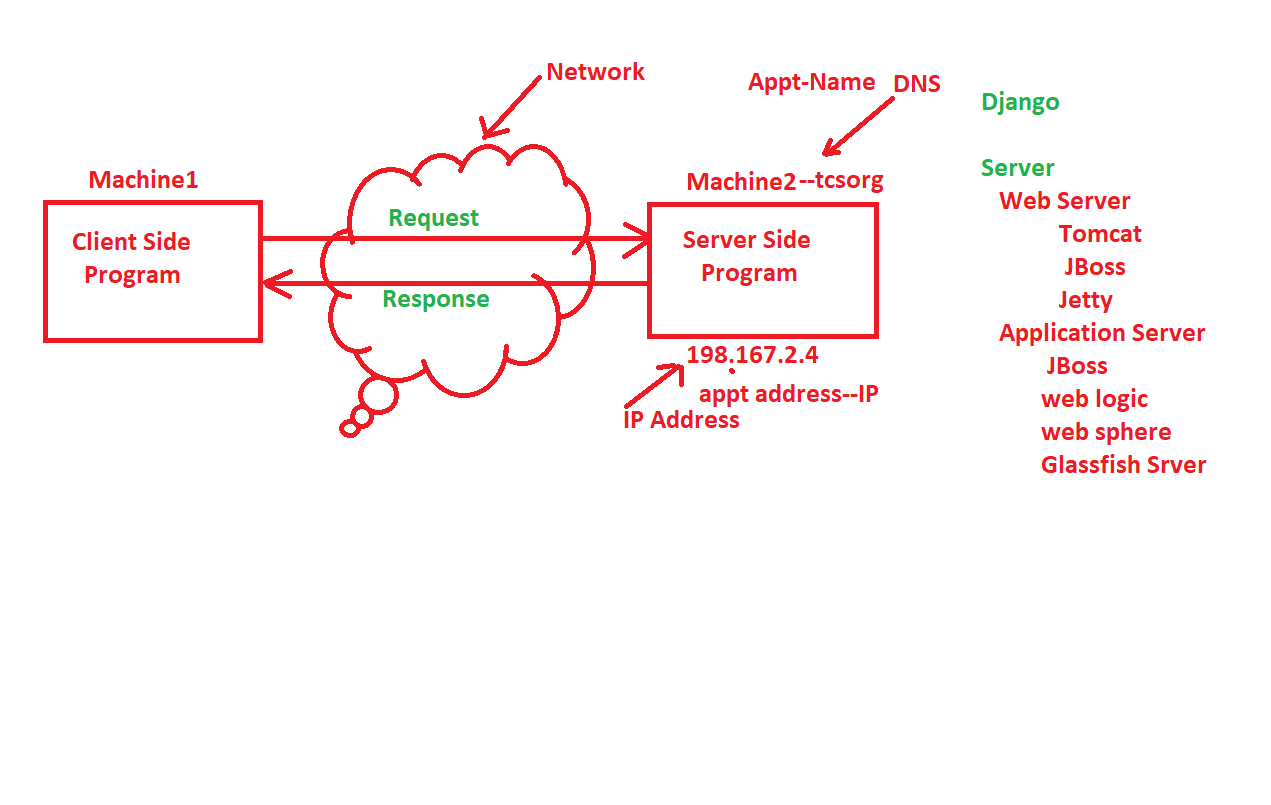 Network
Appt-Name DNS
Django
Server
Machine1
Machine2--tcsorg
Web Server
Client Side
Program
Request
Server Side
Program
Tomcat
JBoss
Response
Jetty
Application Server
198.167.2.4
JBoss
appt address--IP
IP Address
web logic
web sphere
Glassfish Srver